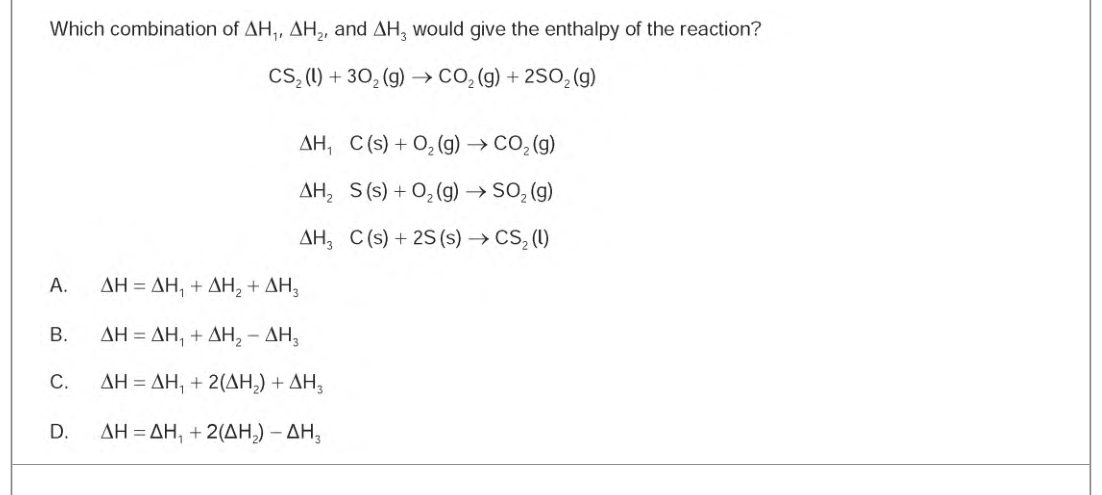 Which combination of ΔH₁, ΔH₂, and ΔH₃ would give the enthalpy of the reaction?
CS₂ (l) + 3O₂ (g) → CO₂ (g) + 2SO₂ (g)
ΔH₁ C (s) + O₂ (g) → CO₂ (g)
ΔH₂ S (s) + O₂ (g) → SO₂ (g)
ΔH₃ C (s) + 2S (s) → CS₂ (l)
A. ΔH = ΔH₁ + ΔH₂ + ΔH₃
B. ΔH = ΔH₁ + ΔH₂ − ΔH₃
C. ΔH = ΔH₁ + 2(ΔH₂) + ΔH₃
D. ΔH = ΔH₁ + 2(ΔH₂) − ΔH₃